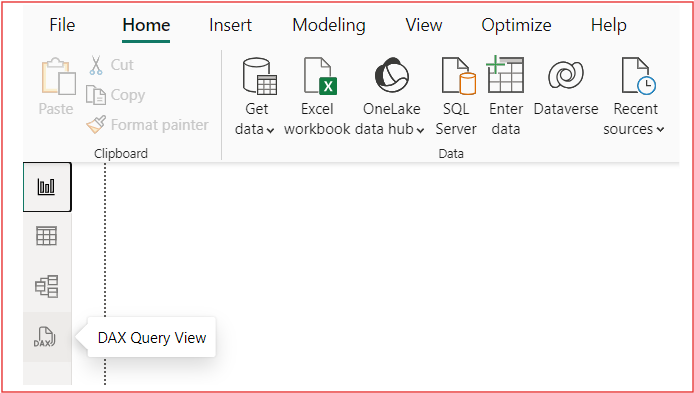 File Home Insert Modeling View Optimize Help
Paste
Cut
Copy
Format painter
Clipboard
Get
data
Excel
workbook
OneLake
data hub
SQL
Server
Enter
data
Dataverse
Recent
sources
Data
DAX
DAX Query View